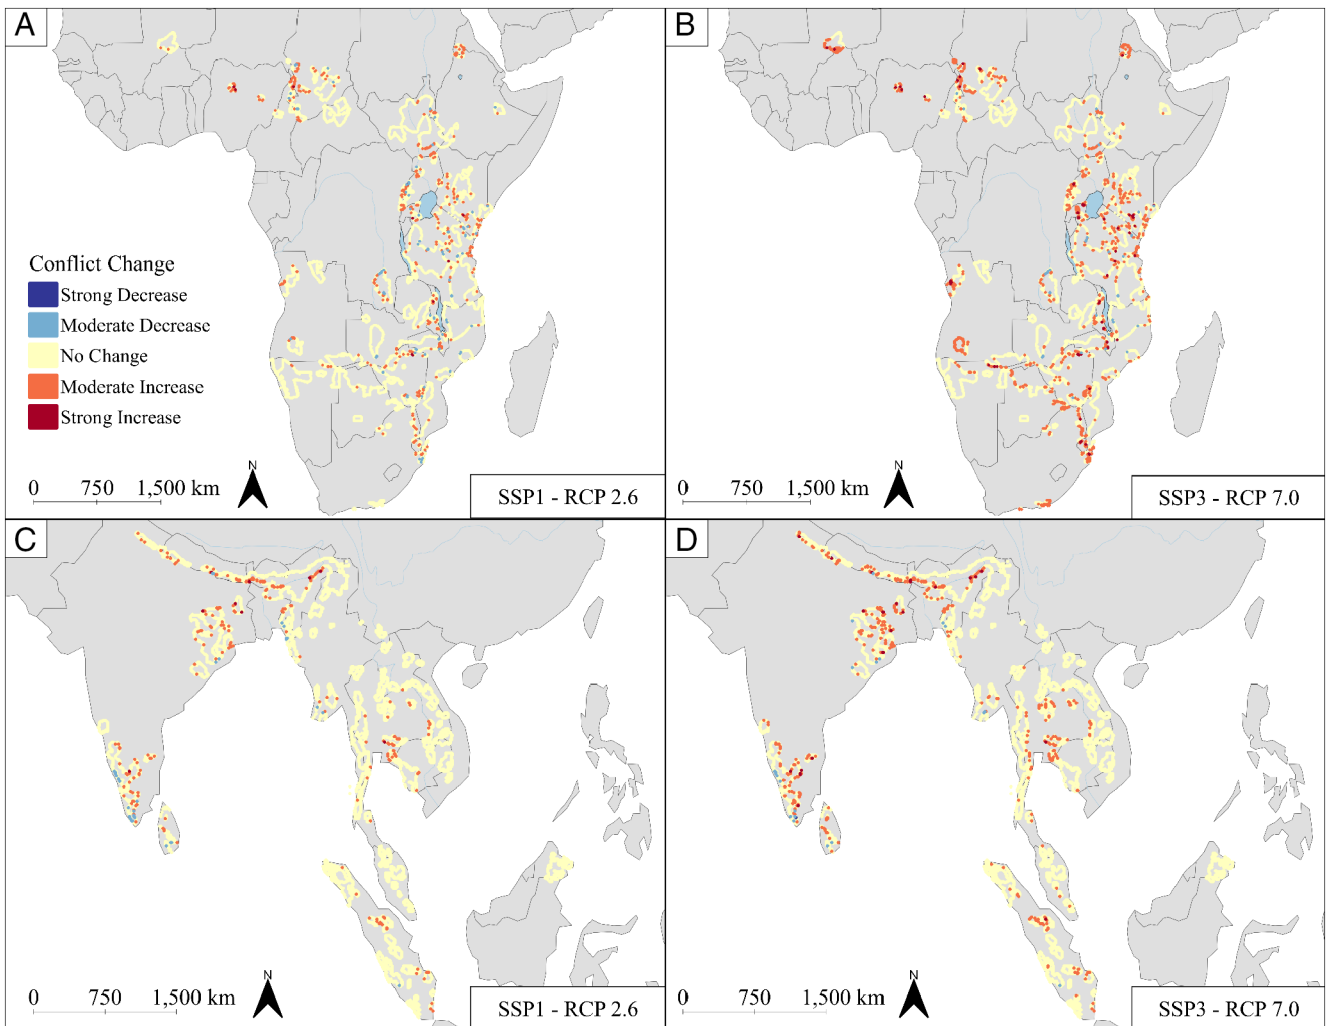 A
B
Conflict Change
Strong Decrease
Moderate Decrease
No Change
Moderate Increase
Strong Increase
0 750 1,500 km
N
SSP1 - RCP 2.6
0 750 1,500 km
N
SSP3 - RCP 7.0
C
D
0 750 1,500 km
N
SSP1 - RCP 2.6
0 750 1,500 km
N
SSP3 - RCP 7.0